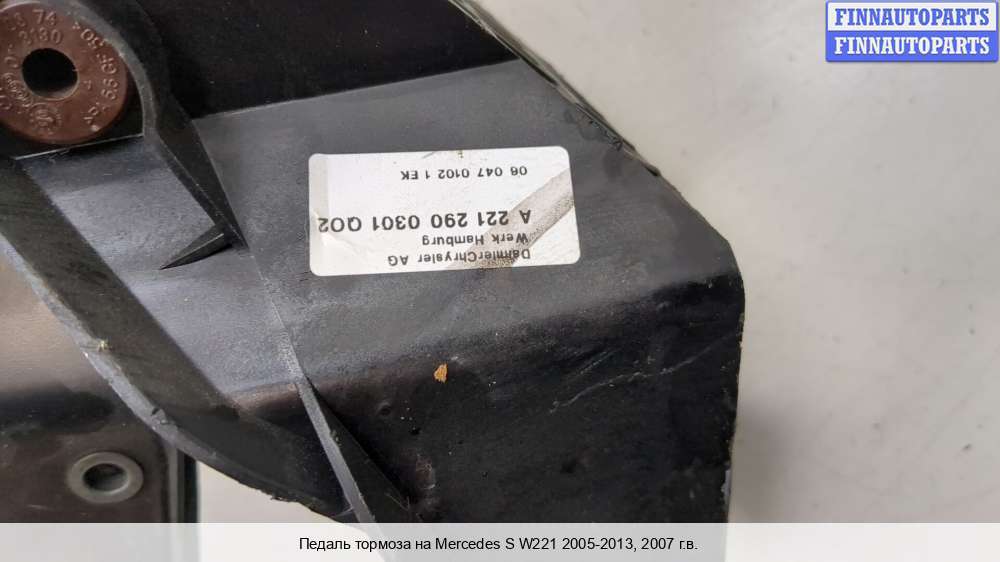 FINNAUTOPARTS
FINNAUTOPARTS
DaimlerChrysler AG
Werk Hamburg
A 221 290 0301 Q02
06 047 0102 1 EK
Педаль тормоза на Mercedes S W221 2005-2013, 2007 г.в.